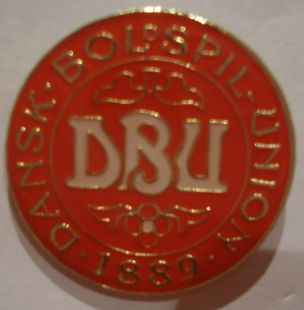 DANSK · BOLDSPIL - UNION
DBU
· 1889 ·